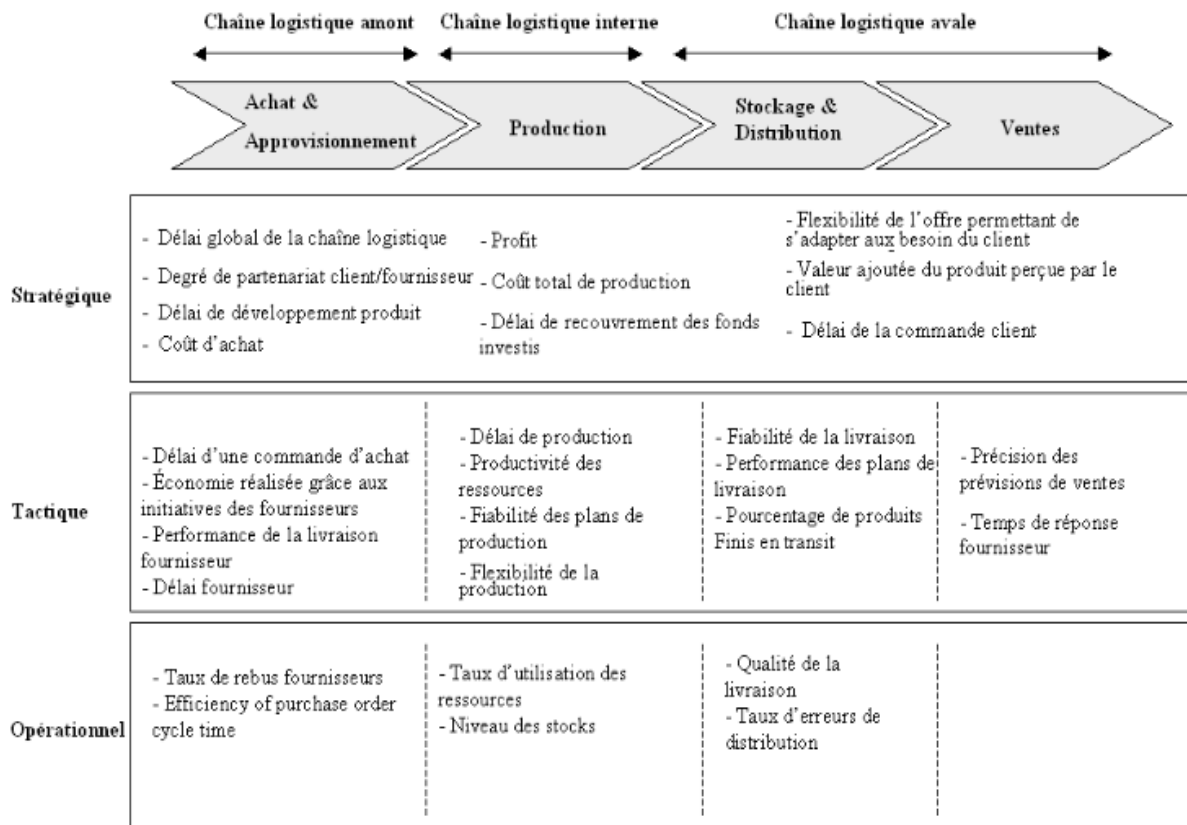 Chaîne logistique amont
Chaîne logistique interne
Chaîne logistique avale
Achat &
Approvisionnement
Production
Stockage &
Distribution
Ventes
Stratégique
- Délai global de la chaîne logistique
- Degré de partenariat client/fournisseur
- Délai de développement produit
- Coût d'achat
- Profit
- Coût total de production
- Délai de recouvrement des fonds
investis
- Flexibilité de l'offre permettant de
s'adapter aux besoin du client
- Valeur ajoutée du produit perçue par le
client
- Délai de la commande client
Tactique
- Délai d'une commande d'achat
- Économie réalisée grâce aux
initiatives des fournisseurs
- Performance de la livraison
fournisseur
- Délai fournisseur
- Délai de production
- Productivité des
ressources
- Fiabilité des plans de
production
- Flexibilité de la
production
- Fiabilité de la livraison
- Performance des plans de
livraison
- Pourcentage de produits
Finis en transit
- Précision des
prévisions de ventes
- Temps de réponse
fournisseur
Opérationnel
- Taux de rebus fournisseurs
- Efficiency of purchase order
cycle time
- Taux d'utilisation des
ressources
- Niveau des stocks
- Qualité de la
livraison
- Taux d'erreurs de
distribution